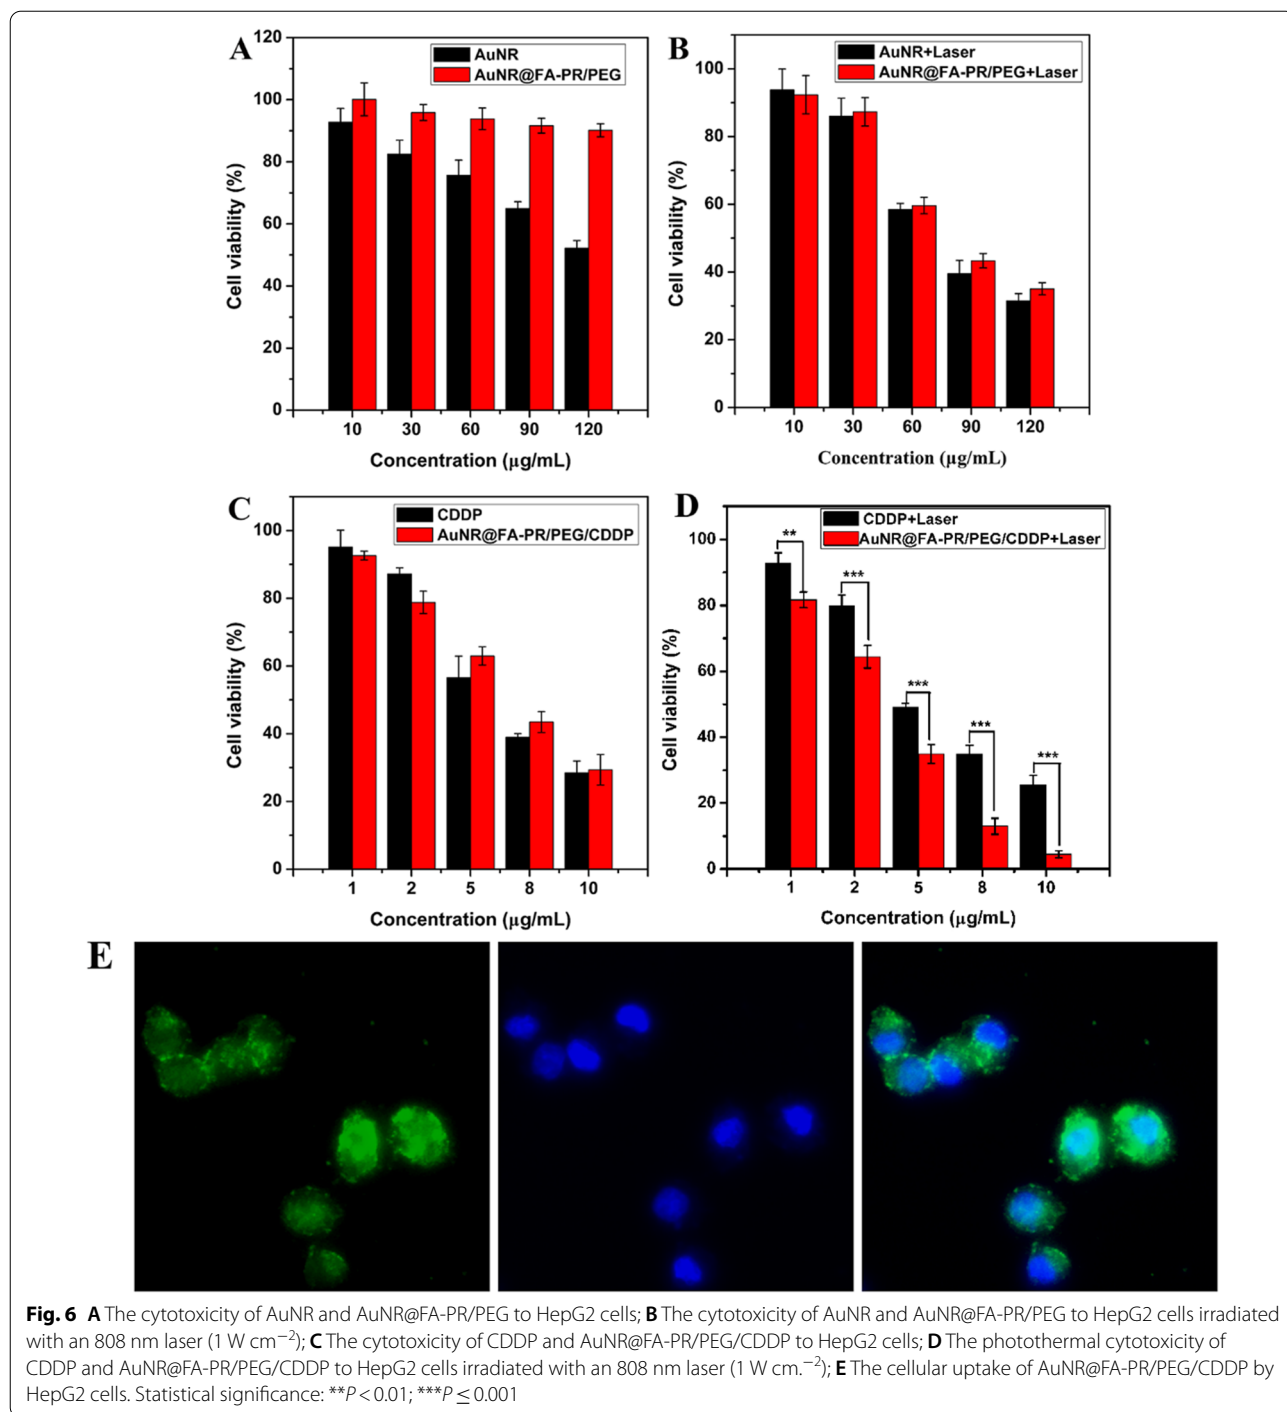 A
AuNR
AuNR@FA-PR/PEG
120
100
80
60
40
20
0
Cell viability (%)
10 30 60 90 120
Concentration (µg/mL)
B
AuNR+Laser
AuNR@FA-PR/PEG+Laser
100
80
60
40
20
0
Cell viability (%)
10 30 60 90 120
Concentration (µg/mL)
C
CDDP
AuNR@FA-PR/PEG/CDDP
100
80
60
40
20
0
Cell viability (%)
1 2 5 8 10
Concentration (µg/mL)
D
CDDP+Laser
AuNR@FA-PR/PEG/CDDP+Laser
100
80
60
40
20
0
Cell viability (%)
**
***
***
***
***
1 2 5 8 10
Concentration (µg/mL)
E
Fig. 6 A The cytotoxicity of AuNR and AuNR@FA-PR/PEG to HepG2 cells; B The cytotoxicity of AuNR and AuNR@FA-PR/PEG to HepG2 cells irradiated
with an 808 nm laser (1 W cm⁻²); C The cytotoxicity of CDDP and AuNR@FA-PR/PEG/CDDP to HepG2 cells; D The photothermal cytotoxicity of
CDDP and AuNR@FA-PR/PEG/CDDP to HepG2 cells irradiated with an 808 nm laser (1 W cm.⁻²); E The cellular uptake of AuNR@FA-PR/PEG/CDDP by
HepG2 cells. Statistical significance: **P < 0.01; ***P ≤ 0.001